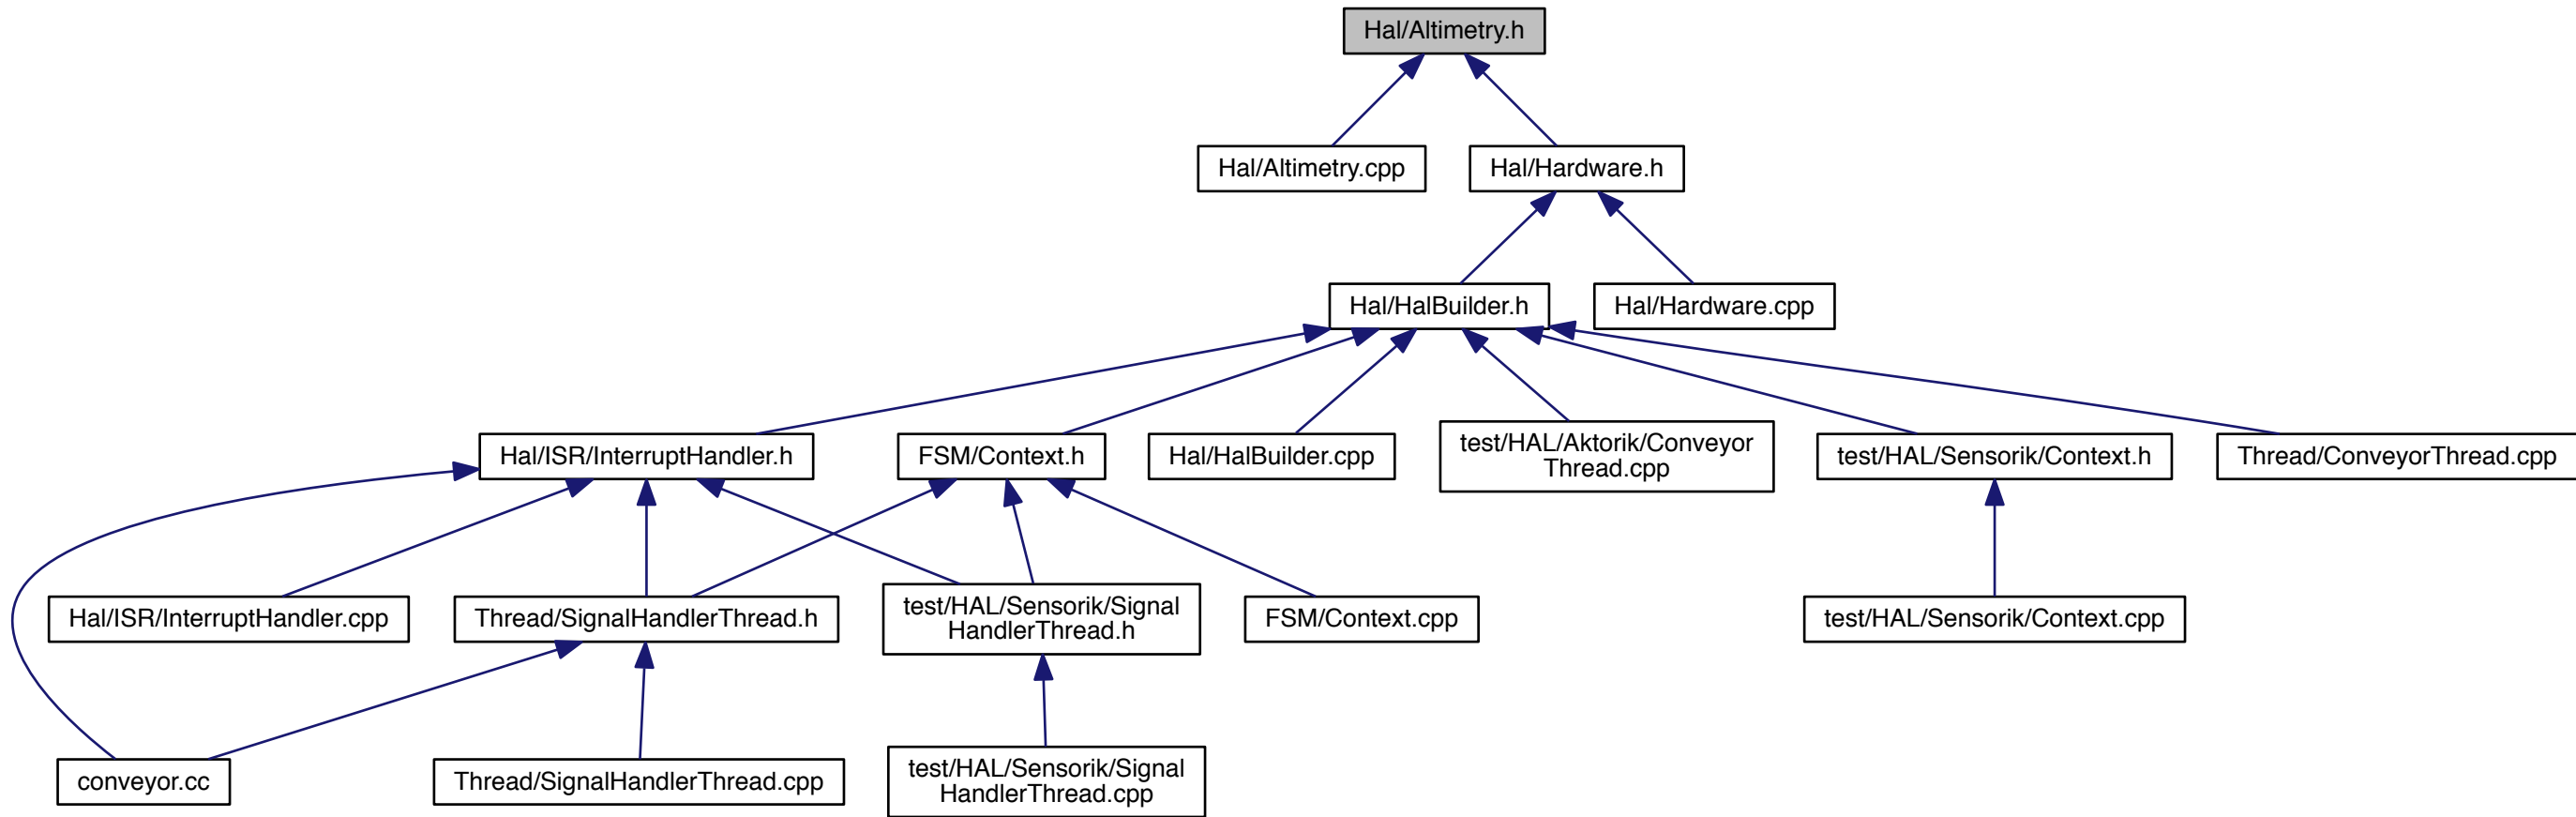 Hal/Altimetry.h
Hal/Altimetry.cpp
Hal/Hardware.h
Hal/HalBuilder.h
Hal/Hardware.cpp
Hal/ISR/InterruptHandler.h
FSM/Context.h
Hal/HalBuilder.cpp
test/HAL/Aktorik/Conveyor
Thread.cpp
test/HAL/Sensorik/Context.h
Thread/ConveyorThread.cpp
Hal/ISR/InterruptHandler.cpp
Thread/SignalHandlerThread.h
test/HAL/Sensorik/Signal
HandlerThread.h
FSM/Context.cpp
test/HAL/Sensorik/Context.cpp
conveyor.cc
Thread/SignalHandlerThread.cpp
test/HAL/Sensorik/Signal
HandlerThread.cpp